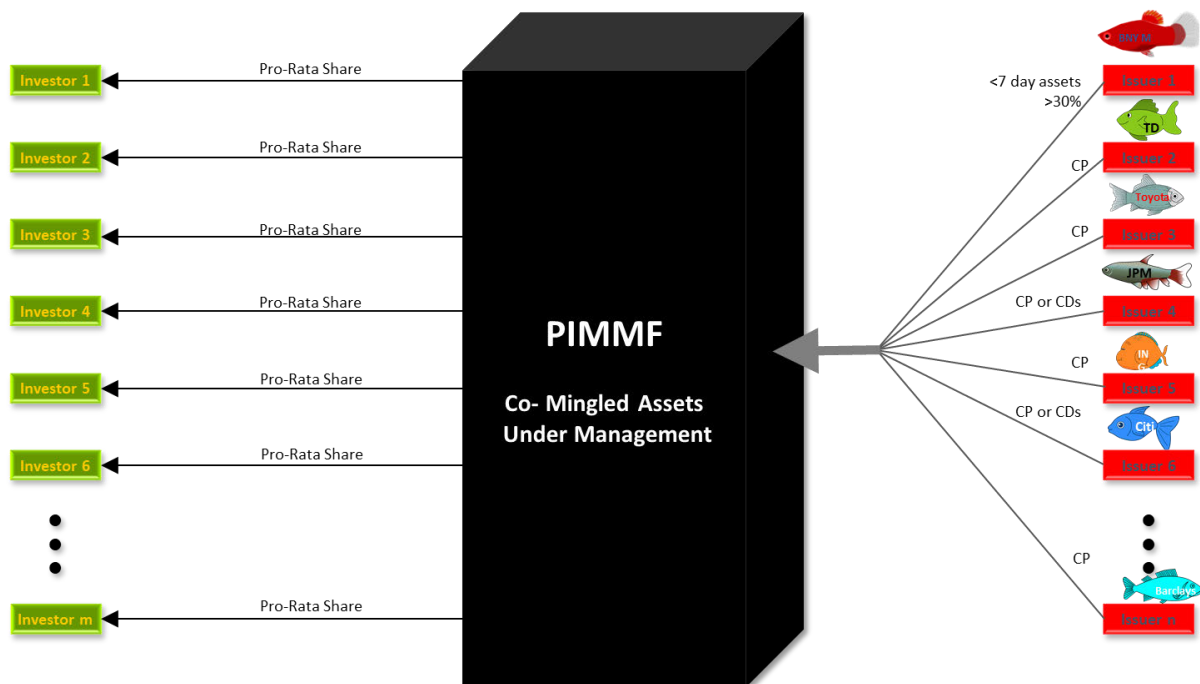 BNY M
Investor 1
Pro-Rata Share
<7 day assets
>30%
Issuer 1
TD
Investor 2
Pro-Rata Share
CP
Issuer 2
Toyota
Investor 3
Pro-Rata Share
CP
Issuer 3
JPM
Investor 4
Pro-Rata Share
CP or CDs
Issuer 4
PIMMF
IN
G
Investor 5
Pro-Rata Share
CP
Issuer 5
Co- Mingled Assets
Under Management
CP or CDs
Citi
Investor 6
Pro-Rata Share
Issuer 6
CP
Barclays
Investor m
Pro-Rata Share
Issuer n